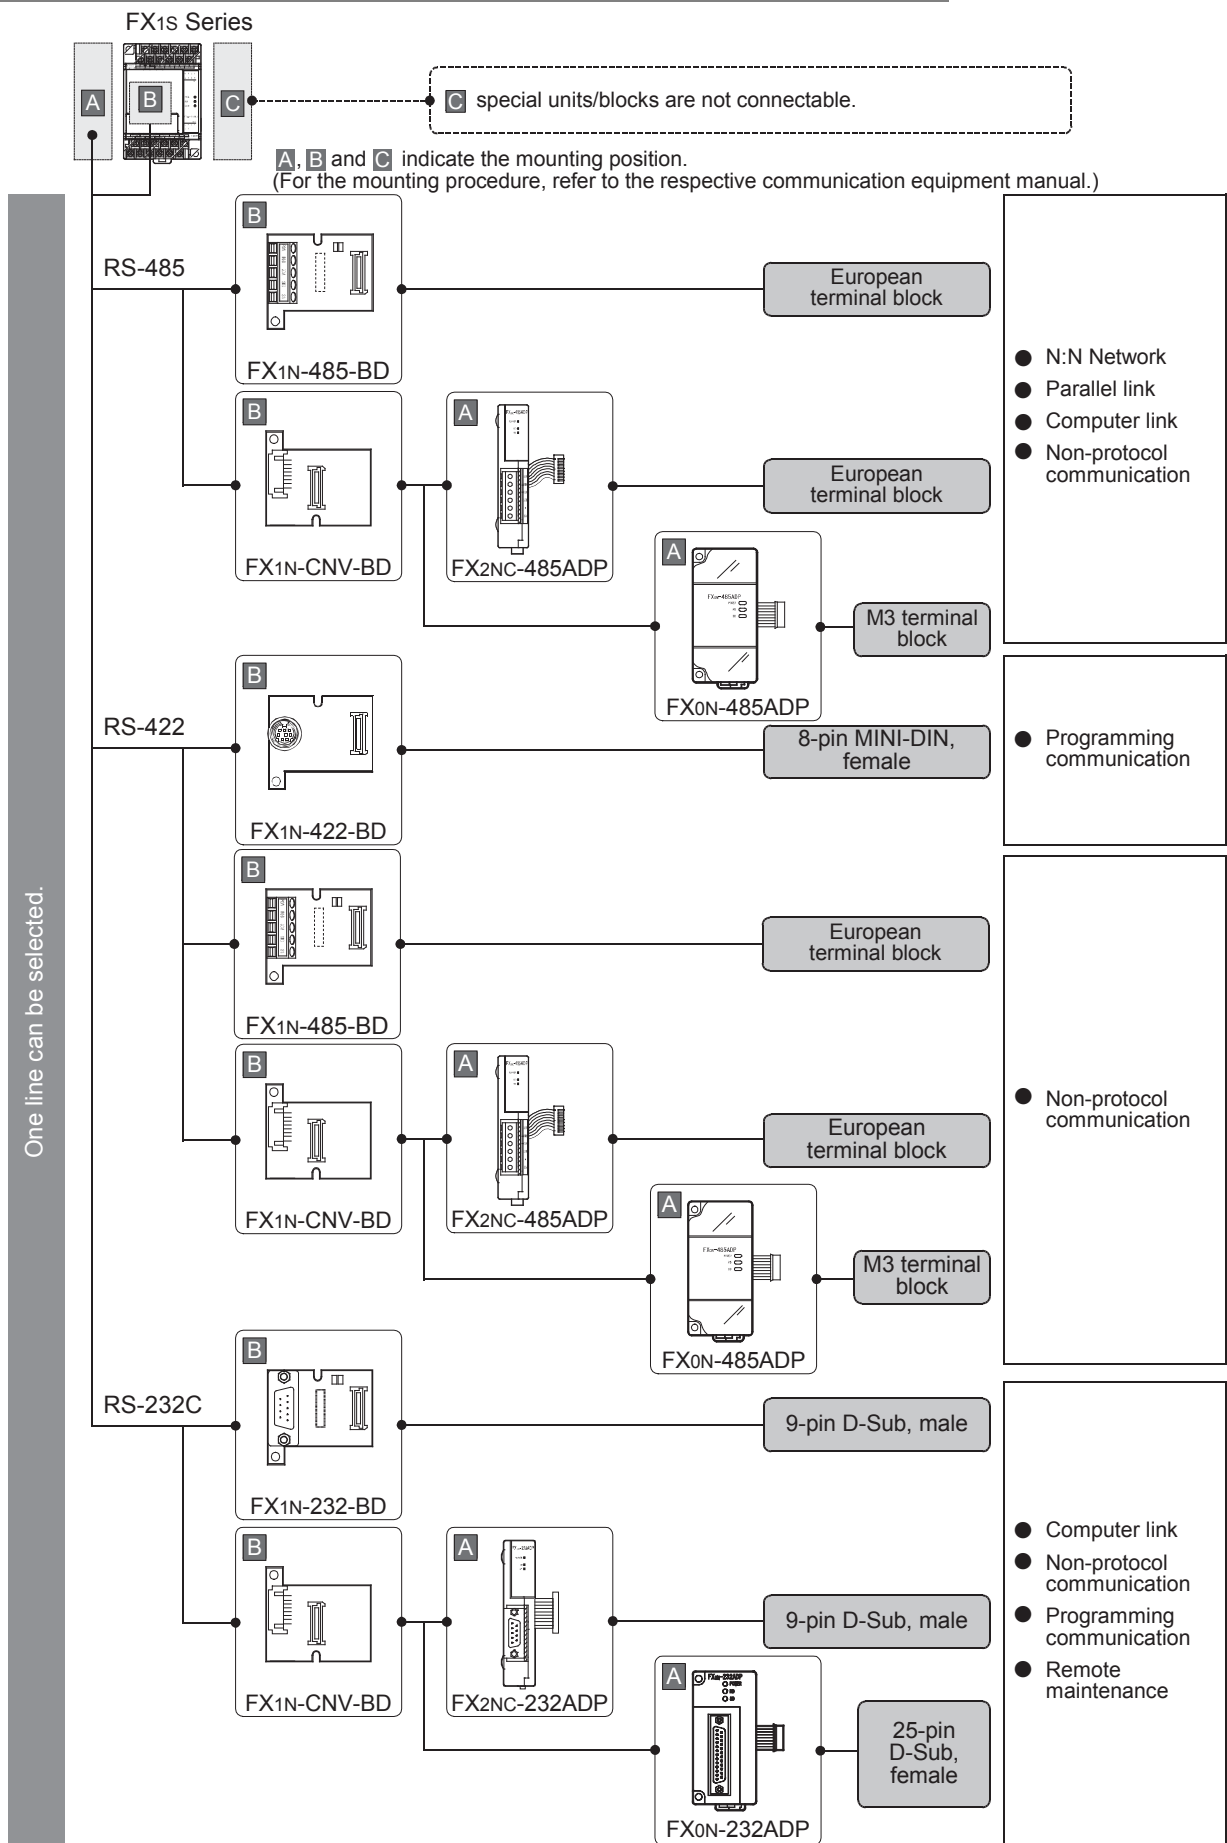 FX1S Series
A
B
C
C special units/blocks are not connectable.
A, B and C indicate the mounting position.
(For the mounting procedure, refer to the respective communication equipment manual.)
One line can be selected.
RS-485
B
FX1N-485-BD
European
terminal block
B
FX1N-CNV-BD
A
FX2NC-485ADP
European
terminal block
A
FX0N-485ADP
M3 terminal
block
● N:N Network
● Parallel link
● Computer link
● Non-protocol
communication
RS-422
B
FX1N-422-BD
8-pin MINI-DIN,
female
● Programming
communication
B
FX1N-485-BD
European
terminal block
B
FX1N-CNV-BD
A
FX2NC-485ADP
European
terminal block
A
FX0N-485ADP
M3 terminal
block
● Non-protocol
communication
RS-232C
B
FX1N-232-BD
9-pin D-Sub, male
B
FX1N-CNV-BD
A
FX2NC-232ADP
9-pin D-Sub, male
A
FX0N-232ADP
25-pin
D-Sub,
female
● Computer link
● Non-protocol
communication
● Programming
communication
● Remote
maintenance